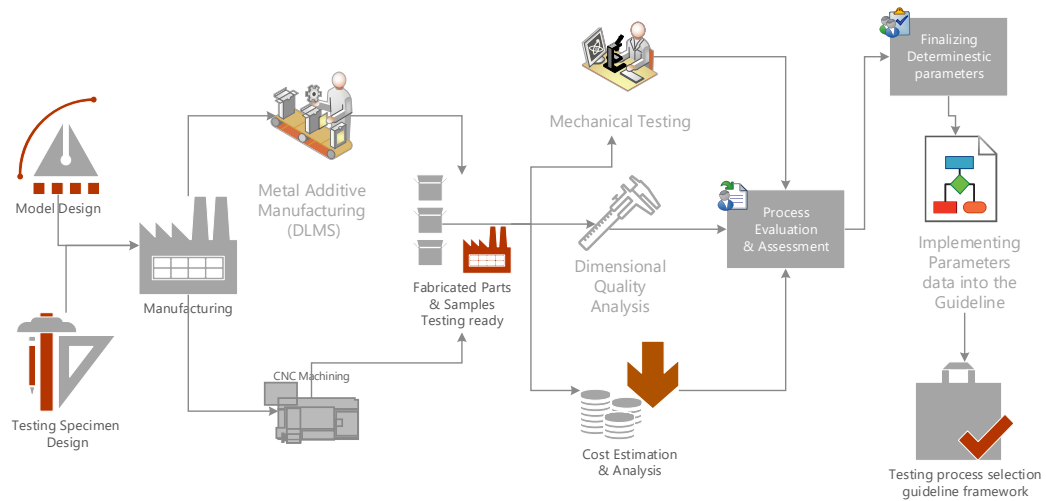 Model Design
Testing Specimen
Design
Manufacturing
Metal Additive
Manufacturing
(DLMS)
CNC Machining
Fabricated Parts
& Samples
Testing ready
Mechanical Testing
Dimensional
Quality
Analysis
Cost Estimation
& Analysis
Process
Evaluation
& Assessment
Finalizing
Determinestic
parameters
Implementing
Parameters
data into the
Guideline
Testing process selection
guideline framework